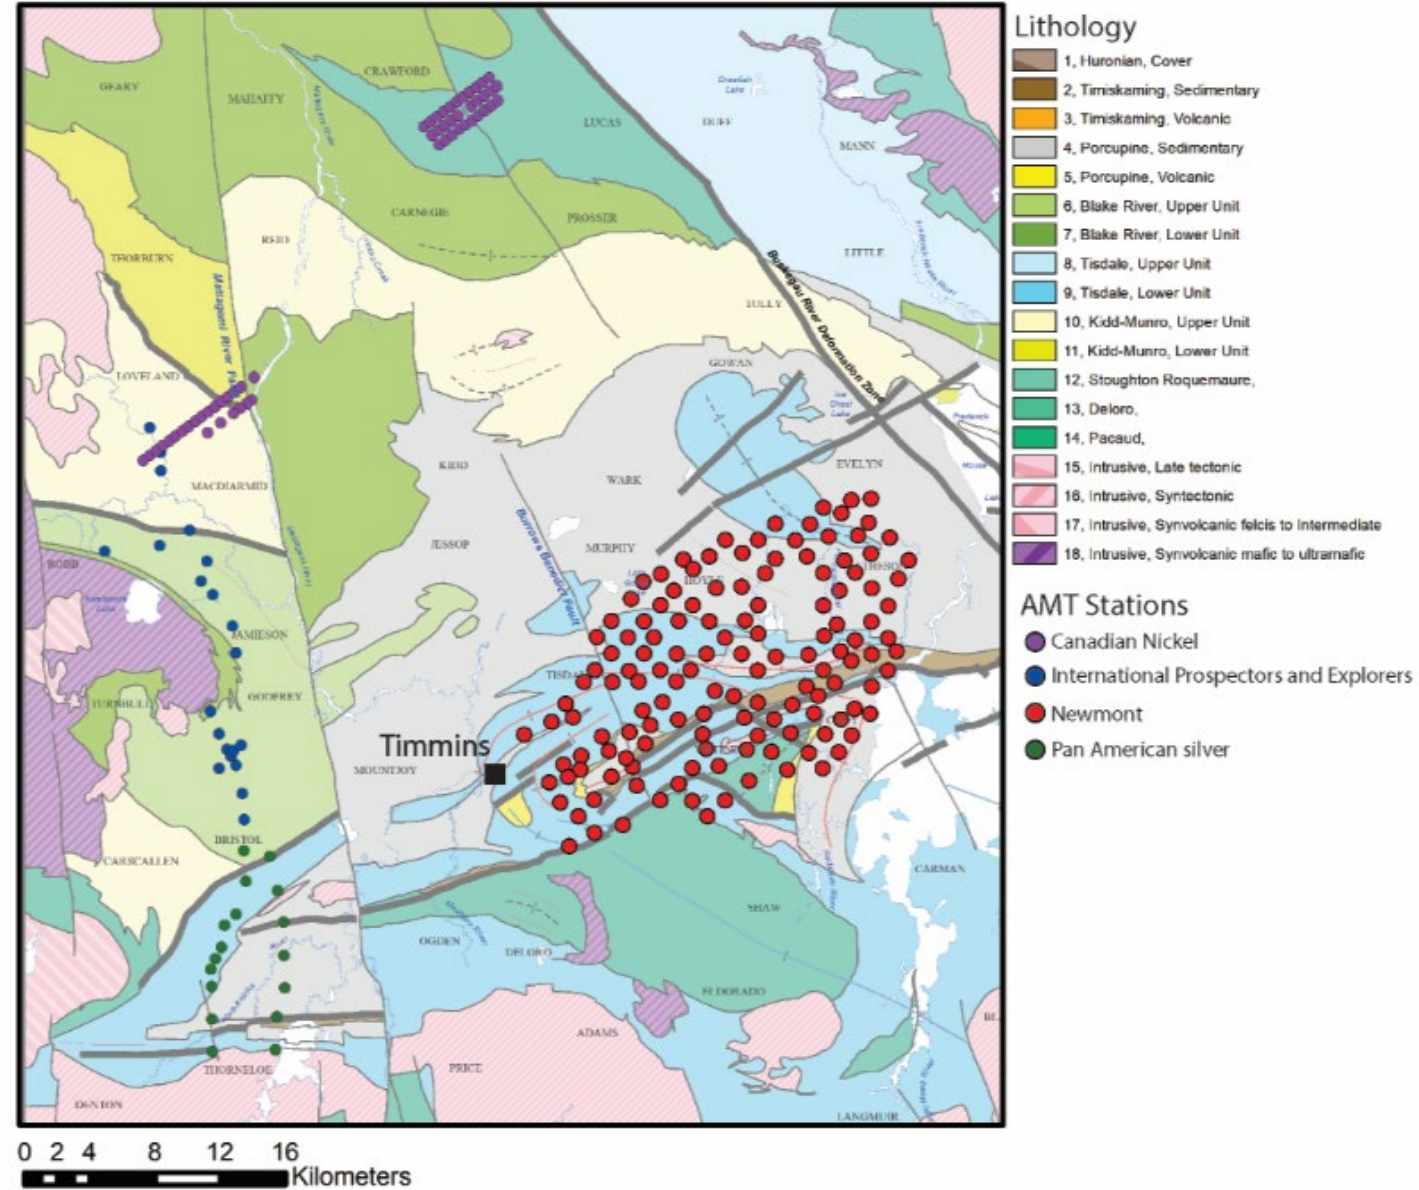 Lithology
1, Huronian, Cover
2, Timiskaming, Sedimentary
3, Timiskaming, Volcanic
4, Porcupine, Sedimentary
5, Porcupine, Volcanic
6, Blake River, Upper Unit
7, Blake River, Lower Unit
8, Tisdale, Upper Unit
9, Tisdale, Lower Unit
10, Kidd-Munro, Upper Unit
11, Kidd-Munro, Lower Unit
12, Stoughton Roquemaure,
13, Deloro,
14, Pacaud,
15, Intrusive, Late tectonic
16, Intrusive, Syntectonic
17, Intrusive, Synvolcanic felcis to Intermediate
18, Intrusive, Synvolcanic mafic to ultramafic
AMT Stations
Canadian Nickel
International Prospectors and Explorers
Newmont
Pan American silver
CRAWFORD
GEARY
MAHAFFY
LUCAS
DUFF
MANN
CARNEGIE
PROSSER
REID
THORBURN
LITTLE
Buskegau River Deformation Zone
TULLY
Mattagami River
GOWAN
LOVELAND
KIDD
WARK
EVELYN
MACDIARMID
Frederick
Burrows Benedict Fault
JESSOP
MURPHY
HOYLE
ROBB
JAMIESON
GODFREY
TURNBULL
Timmins
MOUNTJOY
BRISTOL
CARSCALLEN
CARMAN
SHAW
OGDEN
DELORO
ELDORADO
ADAMS
PRICE
THORNELOE
DENTON
LANGMUIR
0 2 4 8 12 16
Kilometers